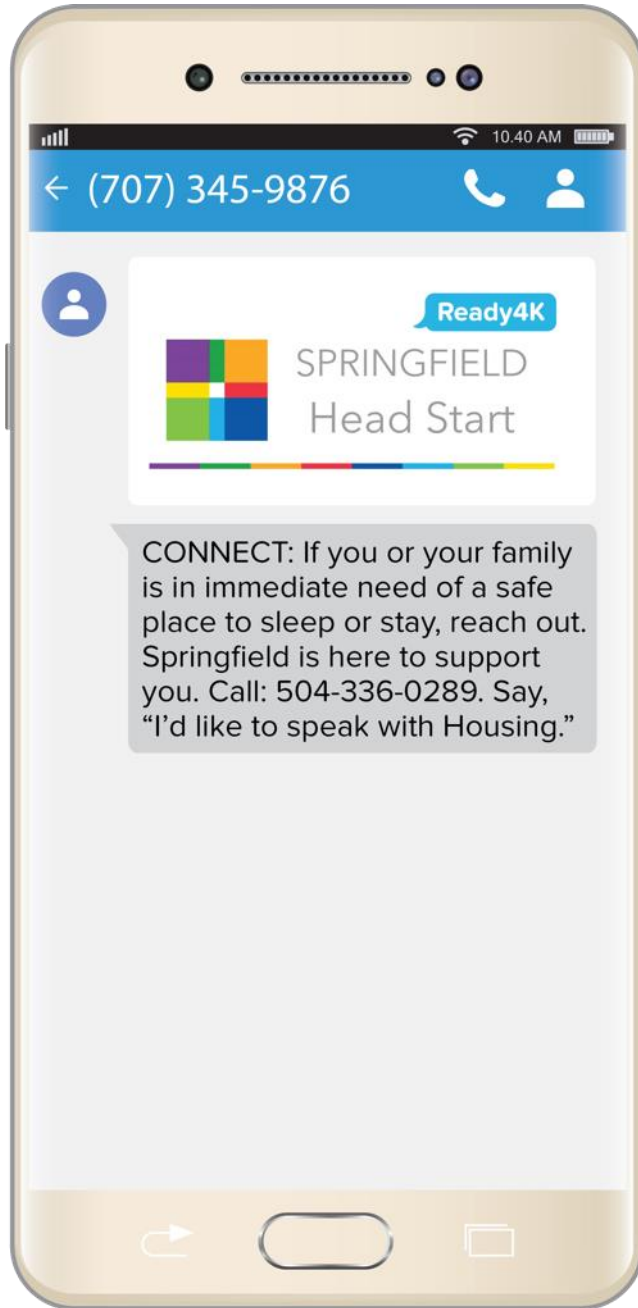 10.40 AM
(707) 345-9876
Ready4K
SPRINGFIELD
Head Start
CONNECT: If you or your family
is in immediate need of a safe
place to sleep or stay, reach out.
Springfield is here to support
you. Call: 504-336-0289. Say,
“I’d like to speak with Housing.”